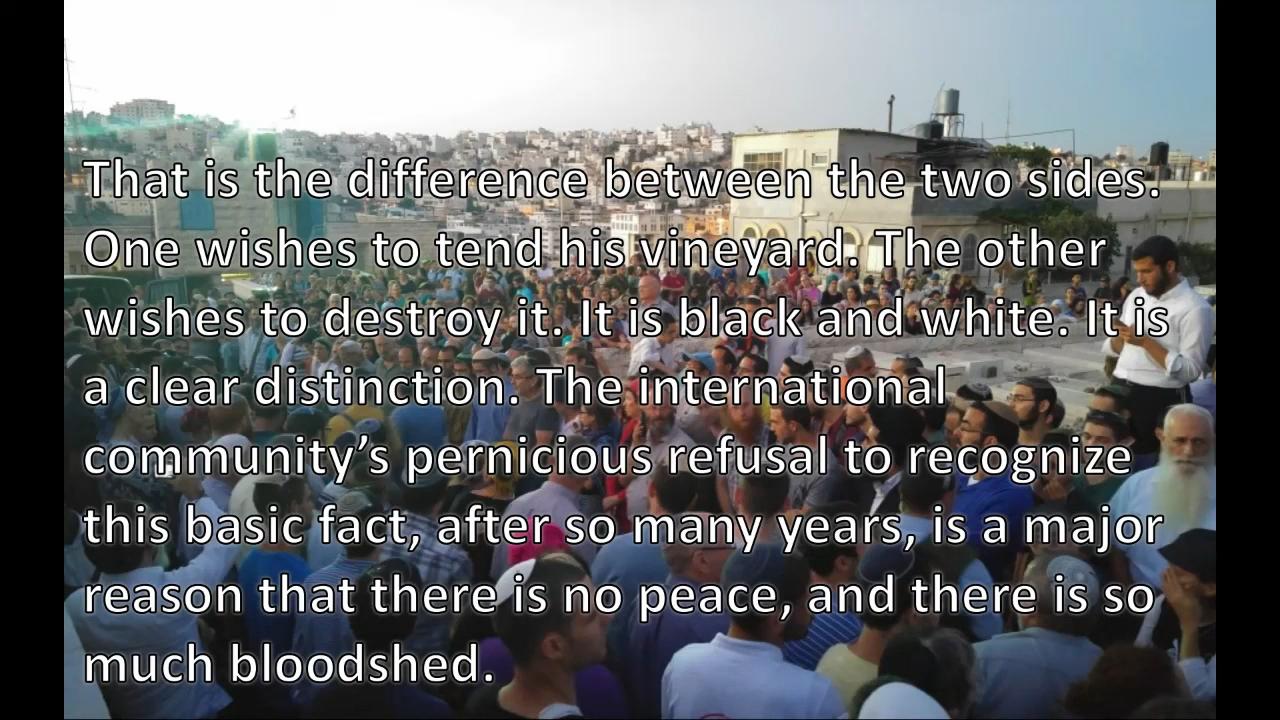 That is the difference between the two sides.
One wishes to tend his vineyard. The other
wishes to destroy it. It is black and white. It is
a clear distinction. The international
community’s pernicious refusal to recognize
this basic fact, after so many years, is a major
reason that there is no peace, and there is so
much bloodshed.